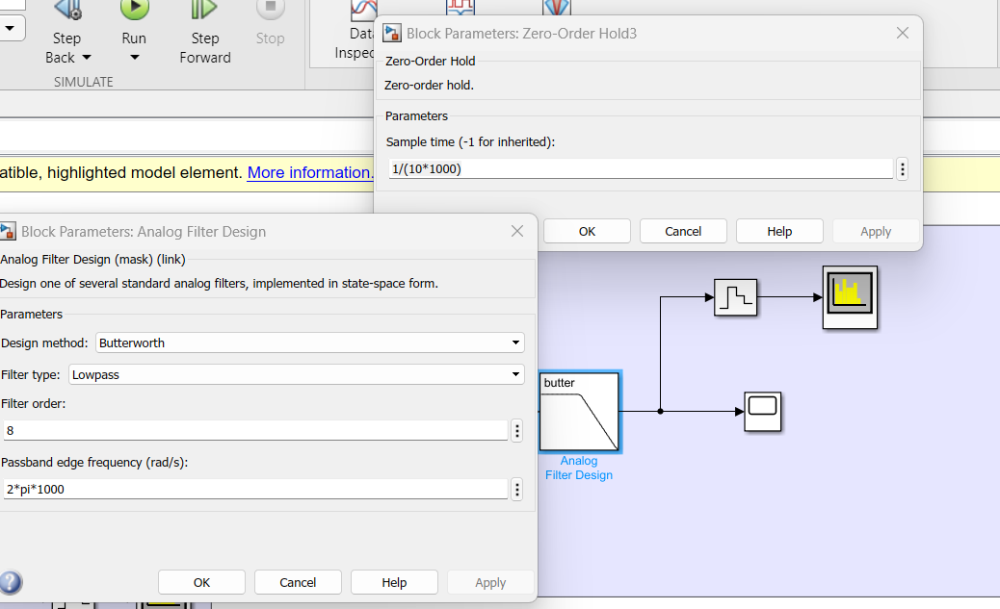 Step
Back
Run
Step
Forward
Stop
SIMULATE
Data
Inspec
Block Parameters: Zero-Order Hold3
Zero-Order Hold
Zero-order hold.
Parameters
Sample time (-1 for inherited):
1/(10*1000)
OK
Cancel
Help
Apply
atible, highlighted model element. More information.
Block Parameters: Analog Filter Design
Analog Filter Design (mask) (link)
Design one of several standard analog filters, implemented in state-space form.
Parameters
Design method: Butterworth
Filter type: Lowpass
Filter order:
8
Passband edge frequency (rad/s):
2*pi*1000
OK
Cancel
Help
Apply
butter
Analog
Filter Design